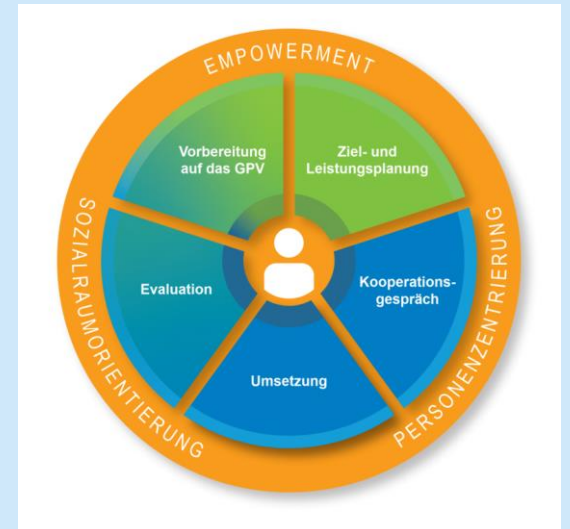 EMPOWERMENT
Vorbereitung
auf das GPV
Ziel- und
Leistungsplanung
Kooperations-
gespräch
Umsetzung
Evaluation
PERSONENZENTRIERUNG
SOZIALRAUMORIENTIERUNG